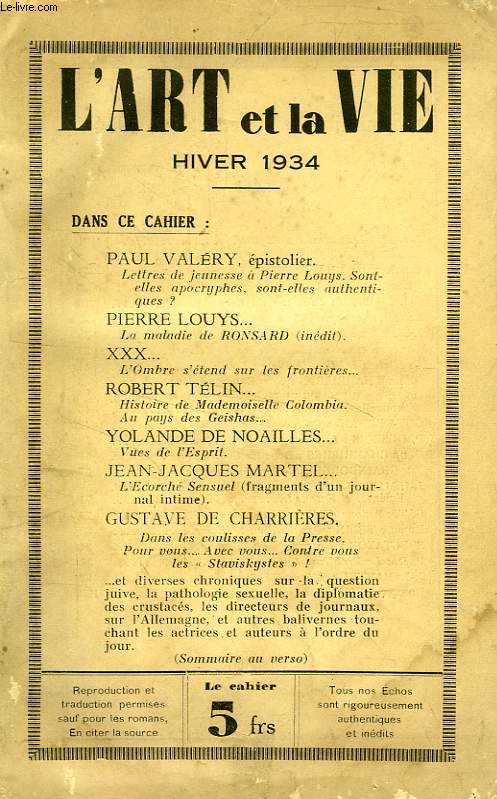 Le-livre.com
L'ART et la VIE
HIVER 1934
DANS CE CAHIER :
PAUL VALÉRY, épistolier.
Lettres de jeunesse à Pierre Louys. Sont-
elles apocryphes, sont-elles authenti-
ques ?
PIERRE LOUYS...
La maladie de RONSARD (inédit).
XXX...
L'Ombre s'étend sur les frontières...
ROBERT TÉLIN...
Histoire de Mademoiselle Colombia.
Au pays des Geishas...
YOLANDE DE NOAILLES...
Vues de l'Esprit.
JEAN-JACQUES MARTEL...
L'Ecorché Sensuel (fragments d'un jour-
nal intime).
GUSTAVE DE CHARRIÈRES.
Dans les coulisses de la Presse.
Pour vous... Avec vous... Contre vous
les « Staviskystes » !
...et diverses chroniques sur la question
juive, la pathologie sexuelle, la diplomatie
des crustacés, les directeurs de journaux,
sur l'Allemagne, et autres balivernes tou-
chant les actrices et auteurs à l'ordre du
jour.
(Sommaire au verso)
Reproduction et
traduction permises
sauf pour les romans,
En citer la source
Le cahier
5 frs
Tous nos Échos
sont rigoureusement
authentiques
et inédits